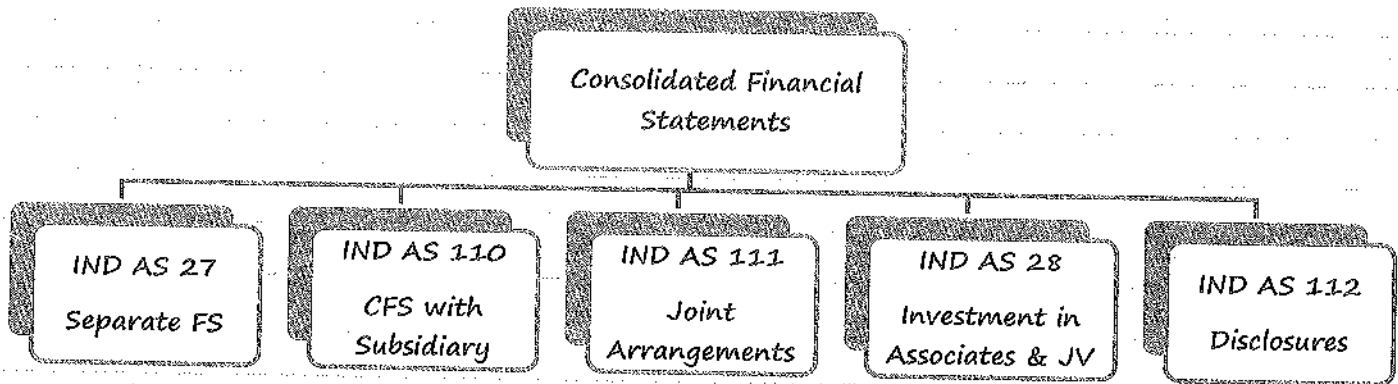 Consolidated Financial
Statements
IND AS 27
Separate FS
IND AS 110
CFS with
Subsidiary
IND AS 111
Joint
Arrangements
IND AS 28
Investment in
Associates & JV
IND AS 112
Disclosures